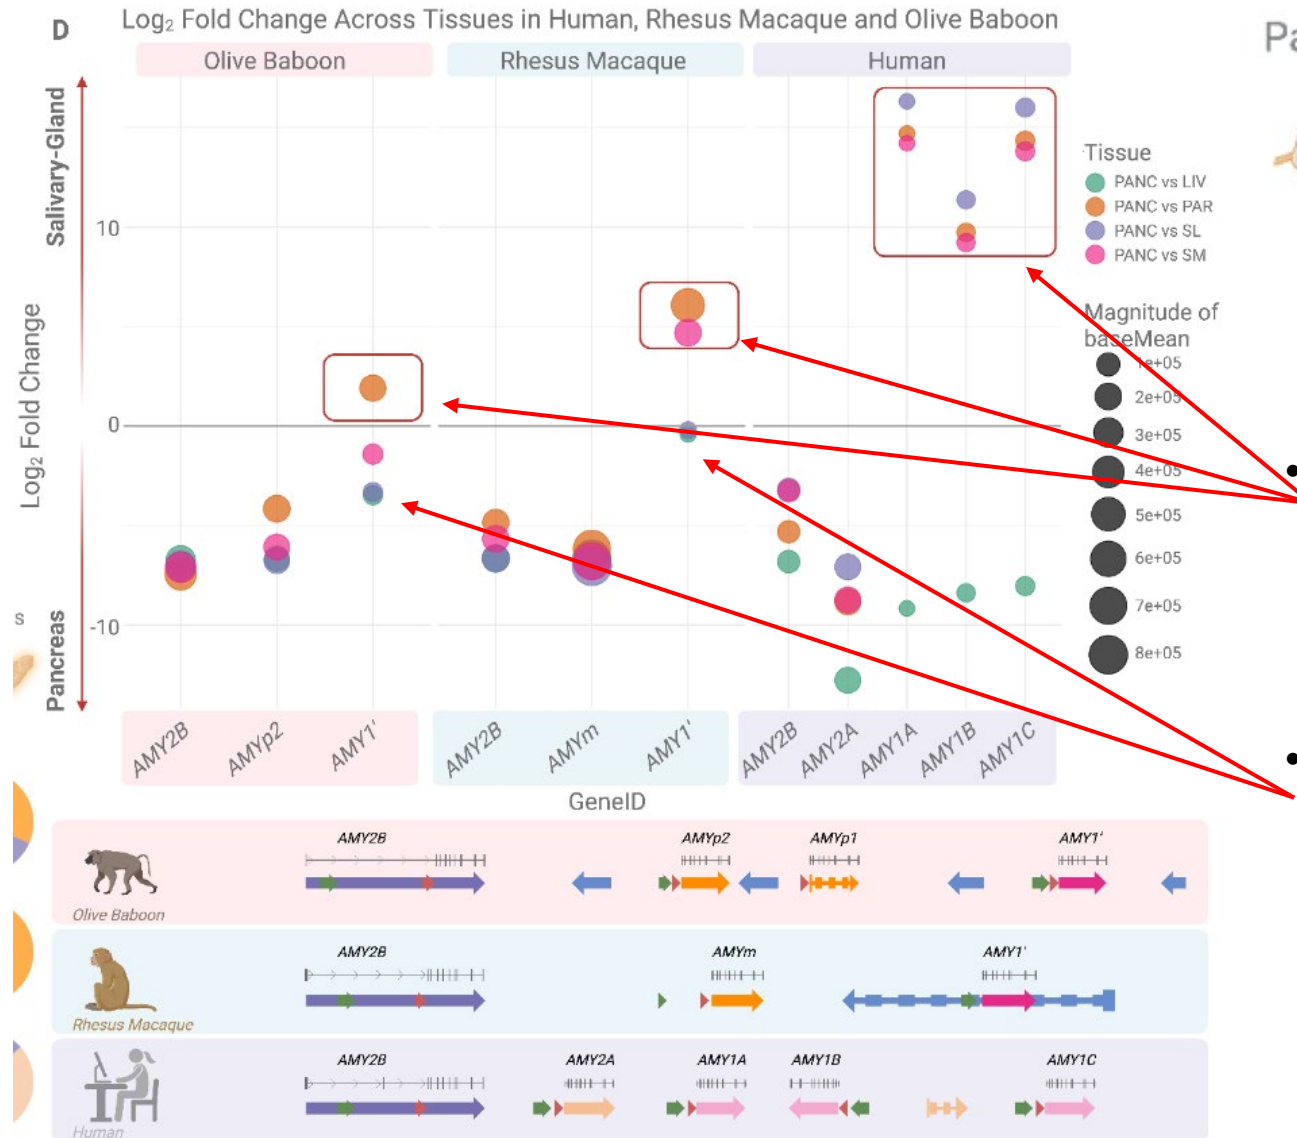 D
Log₂ Fold Change Across Tissues in Human, Rhesus Macaque and Olive Baboon
Pa
Olive Baboon
Rhesus Macaque
Human
Salivary-Gland
Log₂ Fold Change
Pancreas
10
0
-10
Tissue
PANC vs LIV
PANC vs PAR
PANC vs SL
PANC vs SM
Magnitude of
baseMean
1e+05
2e+05
3e+05
4e+05
5e+05
6e+05
7e+05
8e+05
s
AMY2B
AMYp2
AMY1'
AMY2B
AMYm
AMY1'
AMY2B
AMY2A
AMY1A
AMY1B
AMY1C
GeneID
AMY2B
AMYp2
AMYp1
AMY1'
Olive Baboon
AMY2B
AMYm
AMY1'
Rhesus Macaque
AMY2B
AMY2A
AMY1A
AMY1B
AMY1C
Human